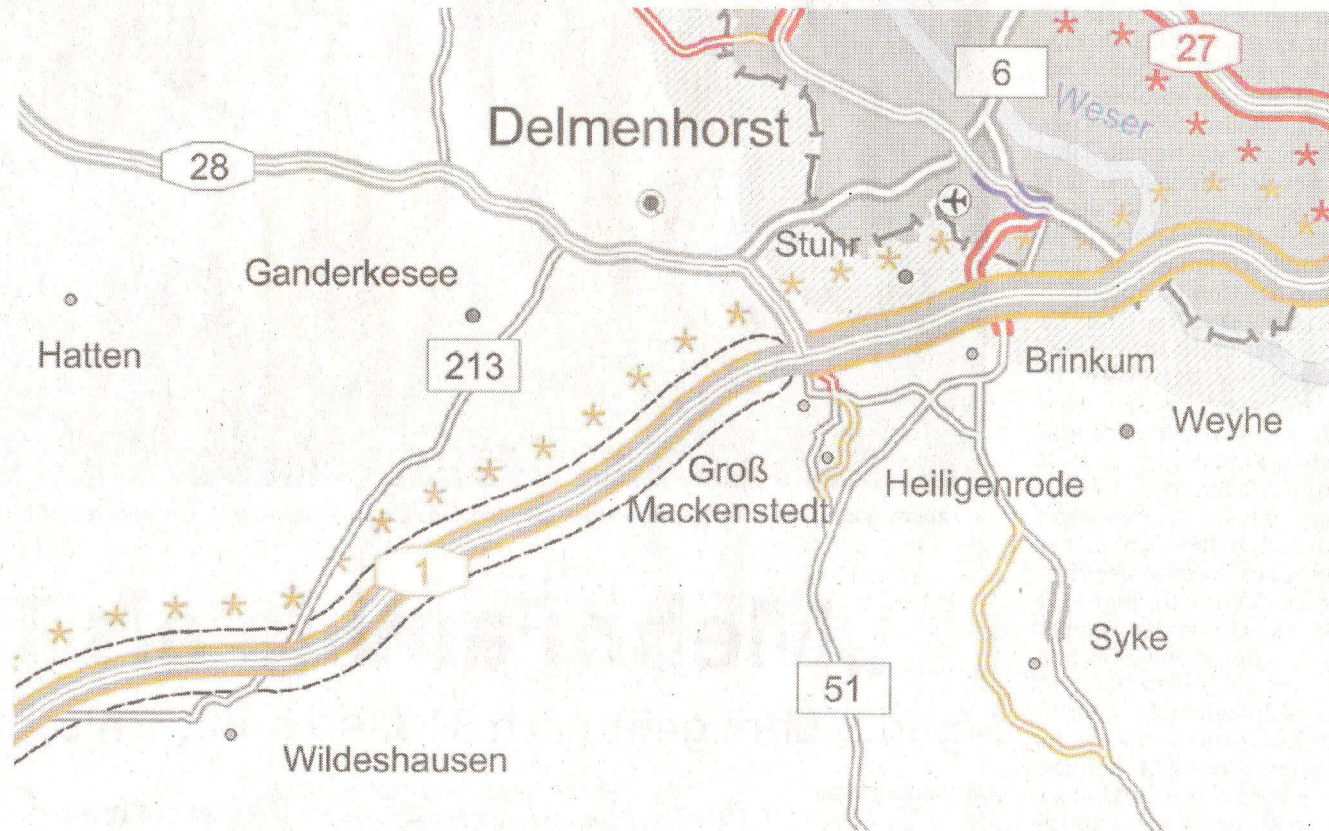 27
6
Weser
Delmenhorst
28
Stuhr
Ganderkesee
Hatten
213
Brinkum
Weyhe
Groß
Mackenstedt
Heiligenrode
1
Syke
51
Wildeshausen